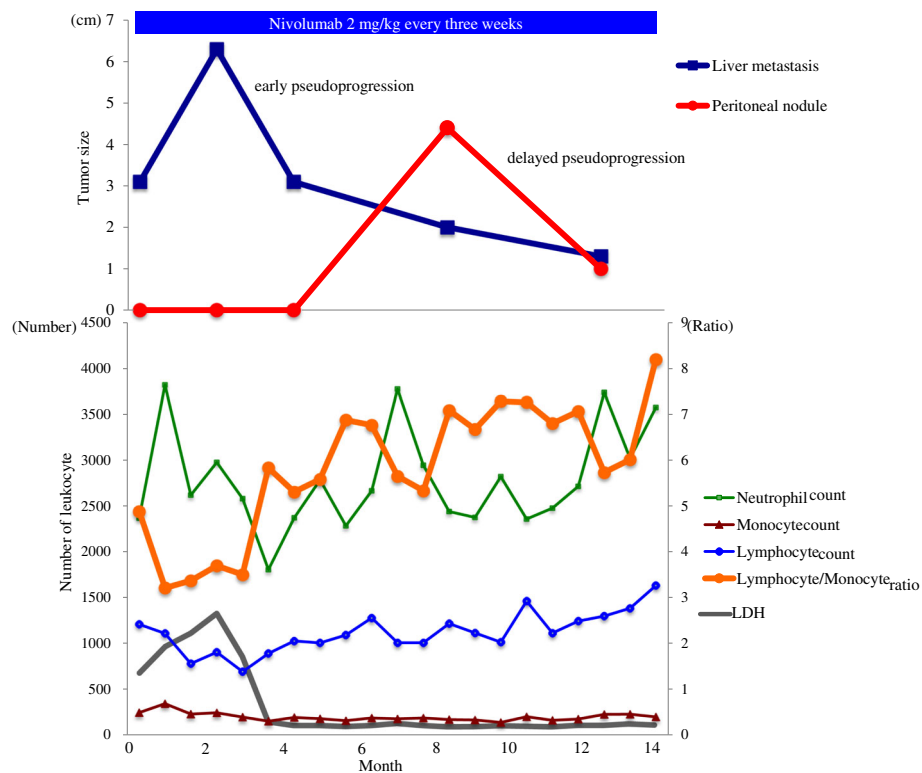 (cm)
Nivolumab 2 mg/kg every three weeks
7
6
5
4
3
2
1
0
Tumor size
early pseudoprogression
delayed pseudoprogression
Liver metastasis
Peritoneal nodule
(Number)
(Ratio)
4500
4000
3500
3000
2500
2000
1500
1000
500
0
Number of leukocyte
9
8
7
6
5
4
3
2
1
0
Neutrophil count
Monocyte count
Lymphocyte count
Lymphocyte/Monocyte ratio
LDH
0 2 4 6 8 10 12 14
Month